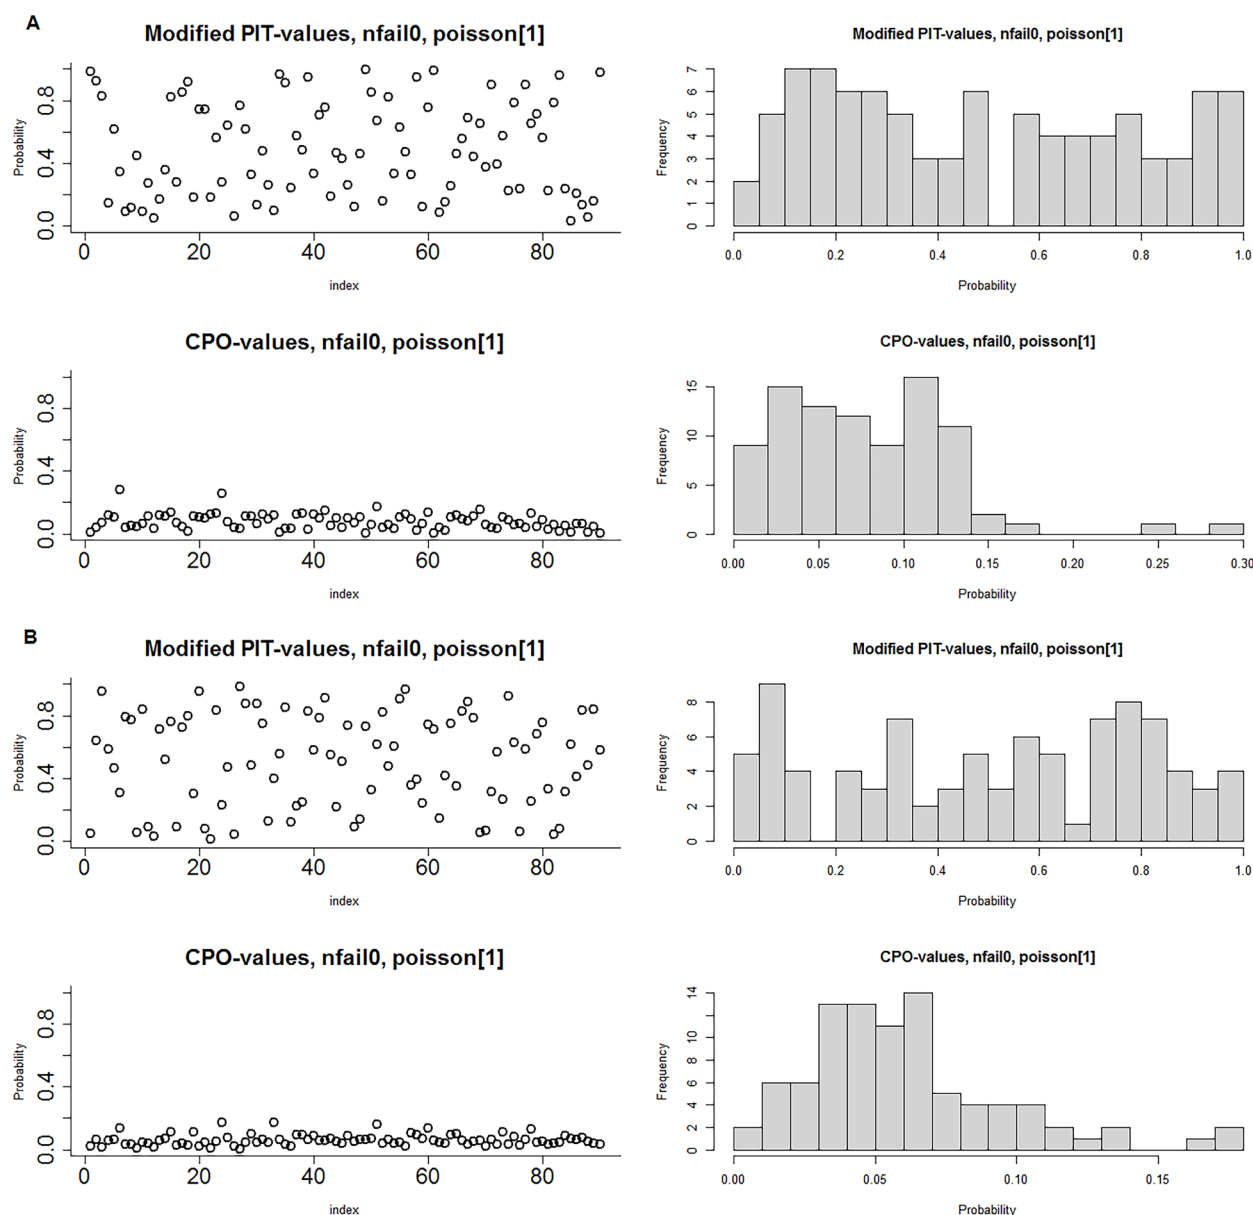 A
Modified PIT-values, nfail0, poisson[1]
Probability
0.0 0.4 0.8
0 20 40 60 80
index
Modified PIT-values, nfail0, poisson[1]
Frequency
0 1 2 3 4 5 6 7
0.0 0.2 0.4 0.6 0.8 1.0
Probability
CPO-values, nfail0, poisson[1]
Probability
0.0 0.4 0.8
0 20 40 60 80
index
CPO-values, nfail0, poisson[1]
Frequency
0 5 10 15
0.00 0.05 0.10 0.15 0.20 0.25 0.30
Probability
B
Modified PIT-values, nfail0, poisson[1]
Probability
0.0 0.4 0.8
0 20 40 60 80
index
Modified PIT-values, nfail0, poisson[1]
Frequency
0 2 4 6 8
0.0 0.2 0.4 0.6 0.8 1.0
Probability
CPO-values, nfail0, poisson[1]
Probability
0.0 0.4 0.8
0 20 40 60 80
index
CPO-values, nfail0, poisson[1]
Frequency
0 2 4 6 8 10 14
0.00 0.05 0.10 0.15
Probability